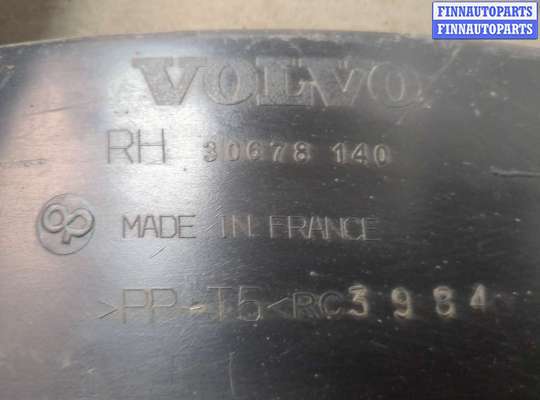 FINNAUTOPARTS
FINNAUTOPARTS
VOLVO
RH 30678 140
MADE IN FRANCE
>PP-T5<RC3984